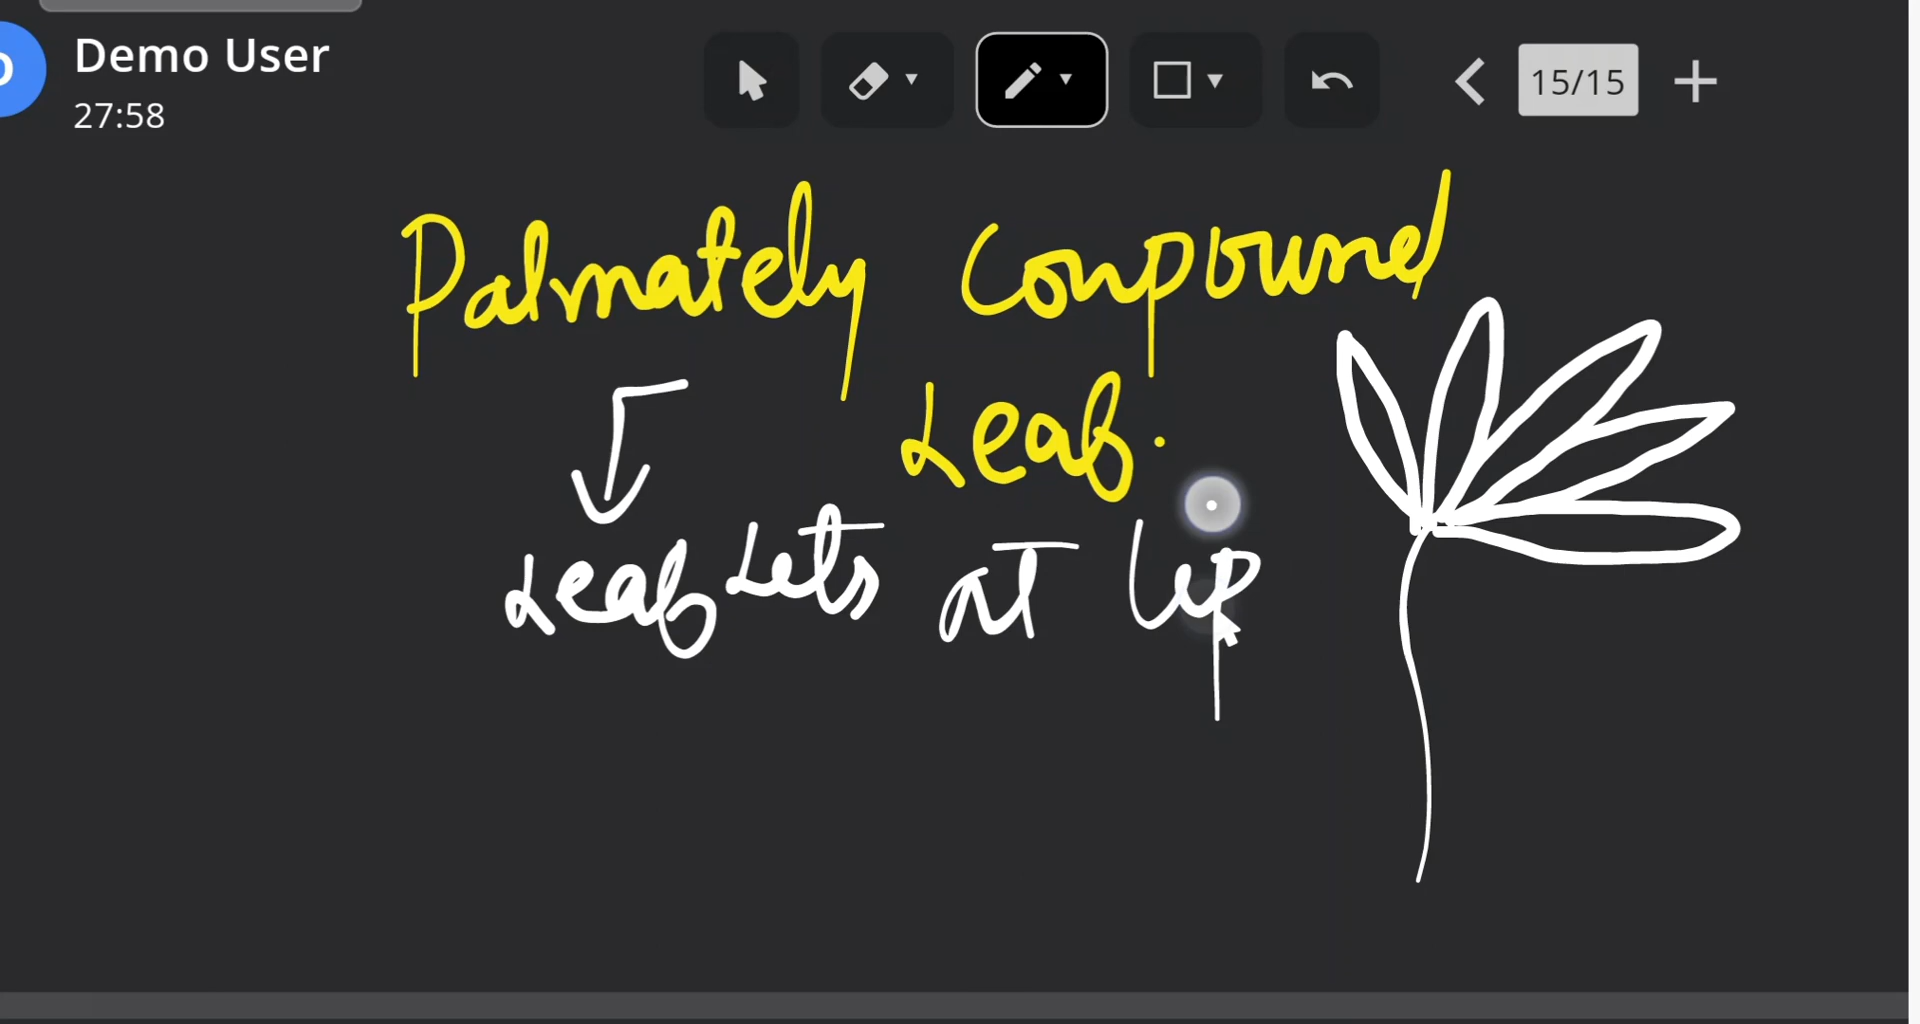 Demo User
27:58
15/15
Palmately Compound
Leaf.
Leaflets at tip